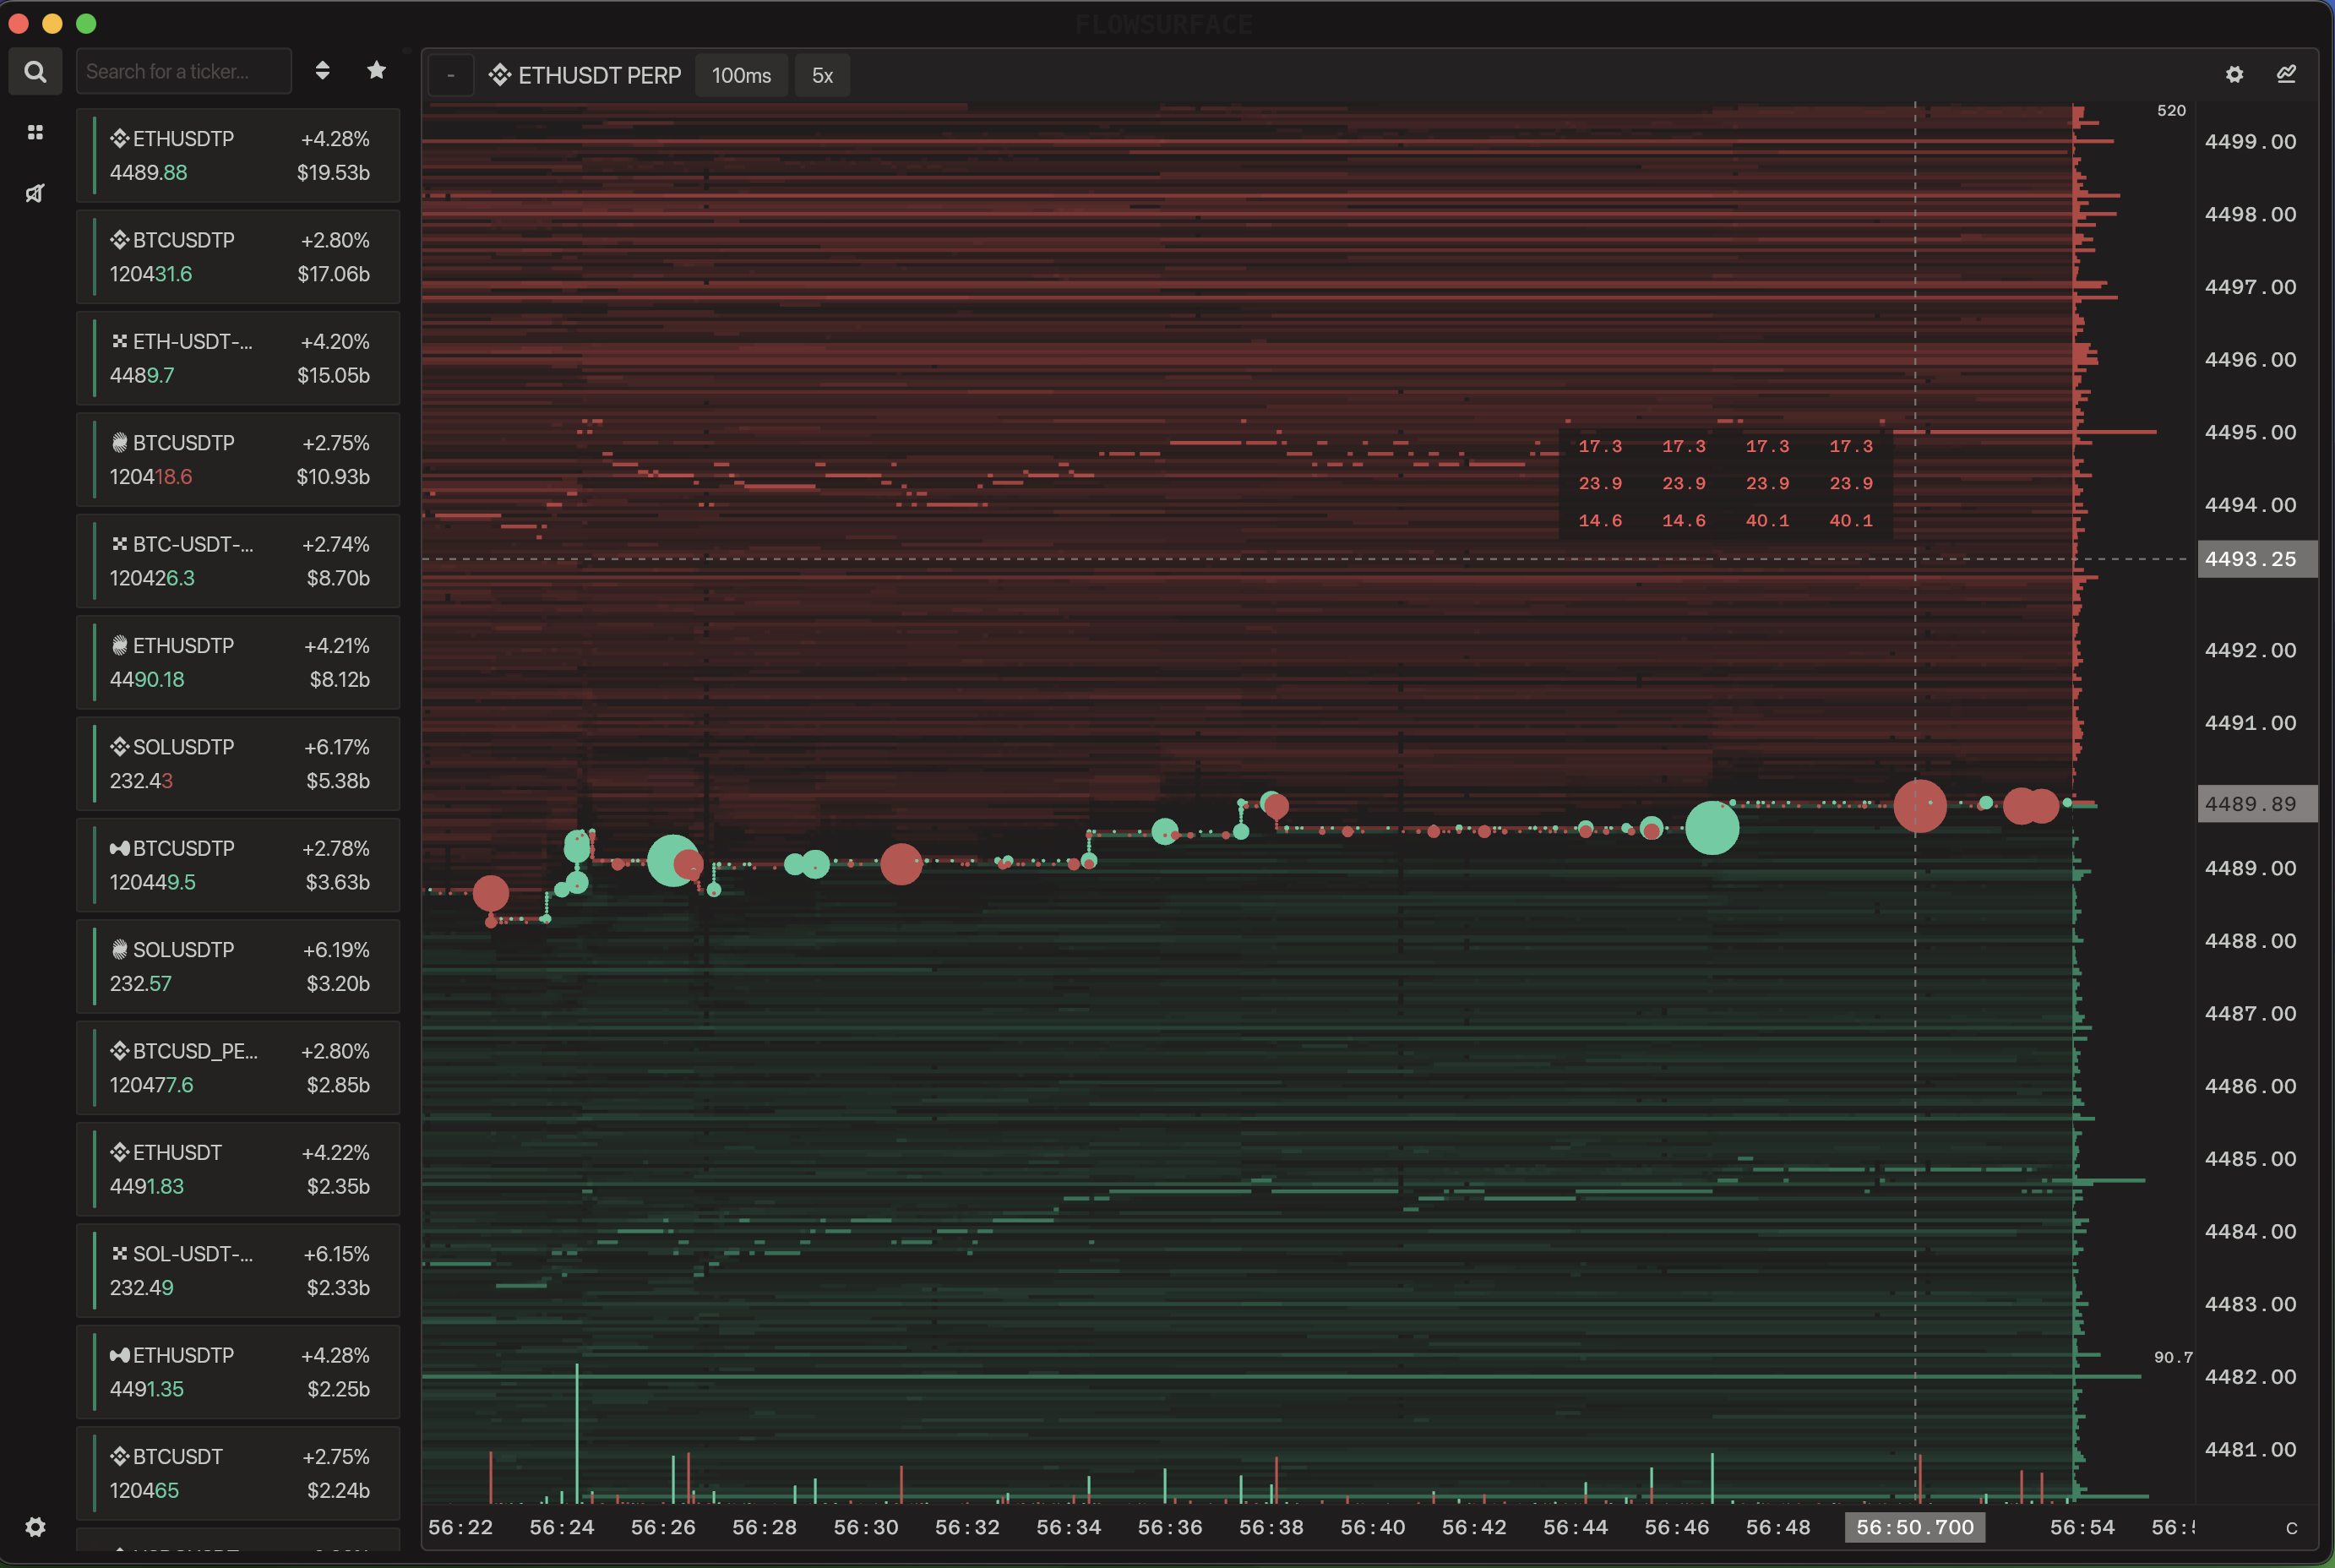 FLOWSURFACE
Search for a ticker...
- ETHUSDT PERP 100ms 5x
ETHUSDTP +4.28%
4489.88 $19.53b
BTCUSDTP +2.80%
120431.6 $17.06b
ETH-USDT-... +4.20%
4489.7 $15.05b
BTCUSDTP +2.75%
120418.6 $10.93b
BTC-USDT-... +2.74%
120426.3 $8.70b
ETHUSDTP +4.21%
4490.18 $8.12b
SOLUSDTP +6.17%
232.43 $5.38b
BTCUSDTP +2.78%
120449.5 $3.63b
SOLUSDTP +6.19%
232.57 $3.20b
BTCUSD_PE... +2.80%
120477.6 $2.85b
ETHUSDT +4.22%
4491.83 $2.35b
SOL-USDT-... +6.15%
232.49 $2.33b
ETHUSDTP +4.28%
4491.35 $2.25b
BTCUSDT +2.75%
120465 $2.24b
520
17.3 17.3 17.3 17.3
23.9 23.9 23.9 23.9
14.6 14.6 40.1 40.1
90.7
4499.00
4498.00
4497.00
4496.00
4495.00
4494.00
4493.25
4492.00
4491.00
4489.89
4489.00
4488.00
4487.00
4486.00
4485.00
4484.00
4483.00
4482.00
4481.00
56:22 56:24 56:26 56:28 56:30 56:32 56:34 56:36 56:38 56:40 56:42 56:44 56:46 56:48 56:50.700 56:54 C